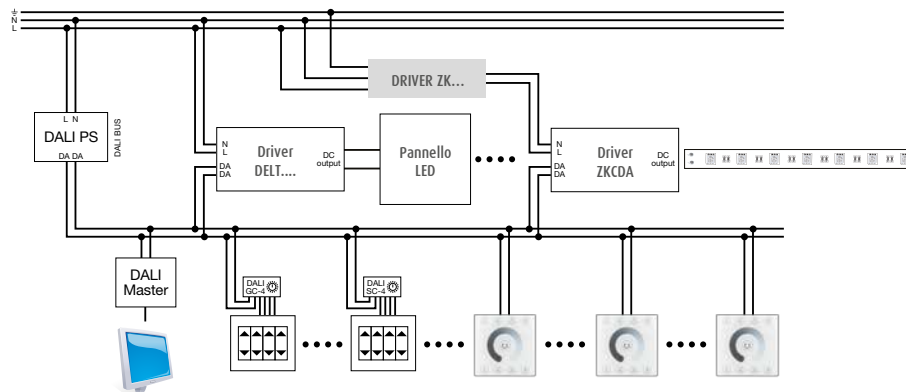 N
L
DRIVER ZK...
L N
DALI PS
DA DA
DALI BUS
N
L
DA
DA
Driver
DELT....
DC
output
Pannello
LED
N
L
DA
DA
Driver
ZKCDA
DC
output
DALI
Master
DALI
GC-4
DALI
SC-4